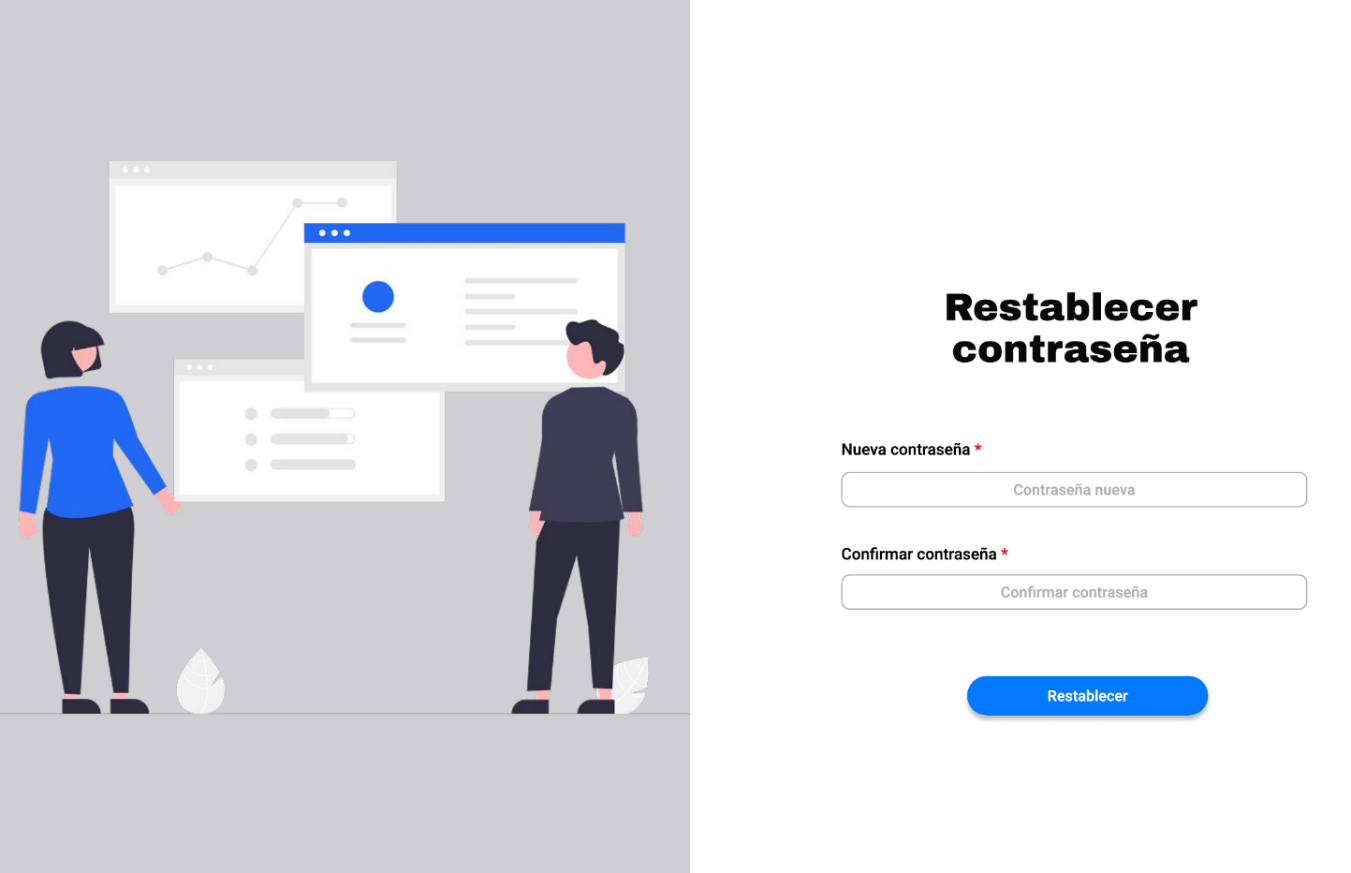 Restablecer
contraseña
Nueva contraseña *
Contraseña nueva
Confirmar contraseña *
Confirmar contraseña
Restablecer